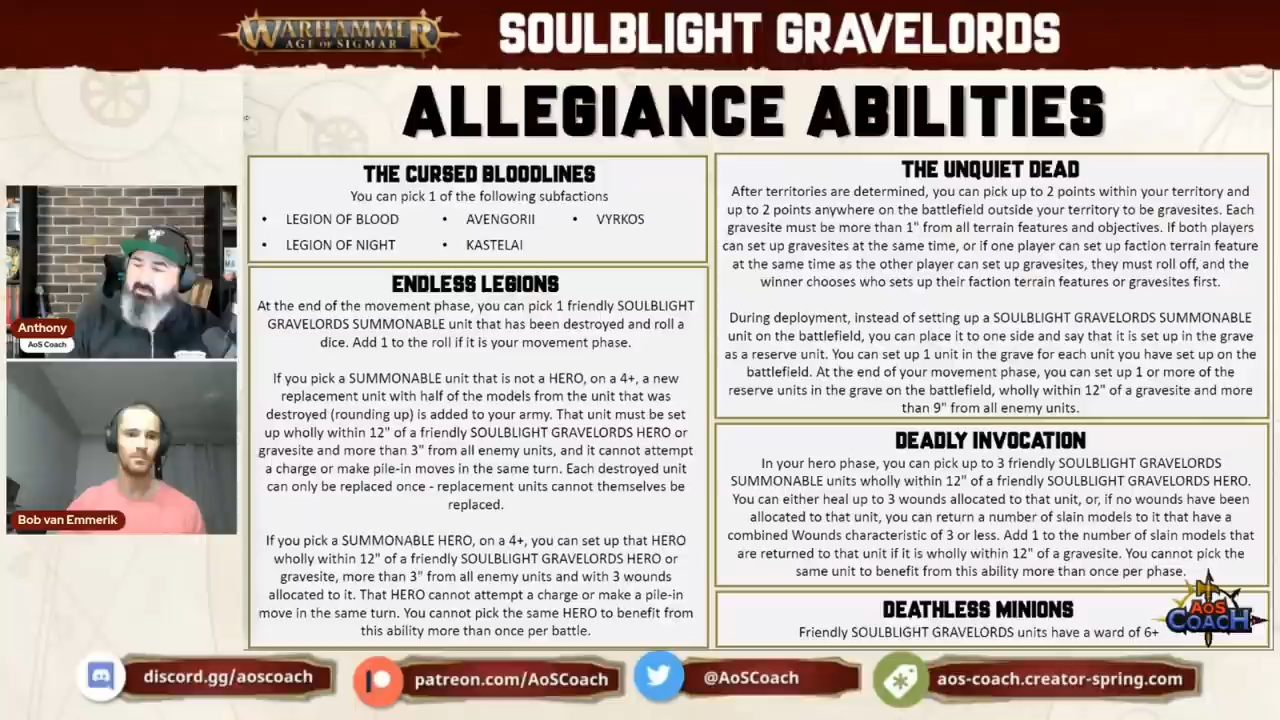 WARHAMMER
AGE OF SIGMAR
SOULBLIGHT GRAVELORDS
ALLEGIANCE ABILITIES
THE CURSED BLOODLINES
You can pick 1 of the following subfactions
• LEGION OF BLOOD • AVENGORII • VYRKOS
• LEGION OF NIGHT • KASTELAI
ENDLESS LEGIONS
At the end of the movement phase, you can pick 1 friendly SOULBLIGHT
GRAVELORDS SUMMONABLE unit that has been destroyed and roll a
dice. Add 1 to the roll if it is your movement phase.
If you pick a SUMMONABLE unit that is not a HERO, on a 4+, a new
replacement unit with half of the models from the unit that was
destroyed (rounding up) is added to your army. That unit must be set
up wholly within 12" of a friendly SOULBLIGHT GRAVELORDS HERO or
gravesite and more than 3" from all enemy units, and it cannot attempt
a charge or make pile-in moves in the same turn. Each destroyed unit
can only be replaced once - replacement units cannot themselves be
replaced.
If you pick a SUMMONABLE HERO, on a 4+, you can set up that HERO
wholly within 12" of a friendly SOULBLIGHT GRAVELORDS HERO or
gravesite, more than 3" from all enemy units and with 3 wounds
allocated to it. That HERO cannot attempt a charge or make a pile-in
move in the same turn. You cannot pick the same HERO to benefit from
this ability more than once per battle.
THE UNQUIET DEAD
After territories are determined, you can pick up to 2 points within your territory and
up to 2 points anywhere on the battlefield outside your territory to be gravesites. Each
gravesite must be more than 1" from all terrain features and objectives. If both players
can set up gravesites at the same time, or if one player can set up faction terrain feature
at the same time as the other player can set up gravesites, they must roll off, and the
winner chooses who sets up their faction terrain features or gravesites first.
During deployment, instead of setting up a SOULBLIGHT GRAVELORDS SUMMONABLE
unit on the battlefield, you can place it to one side and say that it is set up in the grave
as a reserve unit. You can set up 1 unit in the grave for each unit you have set up on the
battlefield. At the end of your movement phase, you can set up 1 or more of the
reserve units in the grave on the battlefield, wholly within 12" of a gravesite and more
than 9" from all enemy units.
DEADLY INVOCATION
In your hero phase, you can pick up to 3 friendly SOULBLIGHT GRAVELORDS
SUMMONABLE units wholly within 12" of a friendly SOULBLIGHT GRAVELORDS HERO.
You can either heal up to 3 wounds allocated to that unit, or, if no wounds have been
allocated to that unit, you can return a number of slain models to it that have a
combined Wounds characteristic of 3 or less. Add 1 to the number of slain models that
are returned to that unit if it is wholly within 12" of a gravesite. You cannot pick the
same unit to benefit from this ability more than once per phase.
DEATHLESS MINIONS
Friendly SOULBLIGHT GRAVELORDS units have a ward of 6+
AoS
COACH
Anthony
AoS Coach
Bob van Emmerik
discord.gg/aoscoach
patreon.com/AoSCoach
@AoSCoach
aos-coach.creator-spring.com